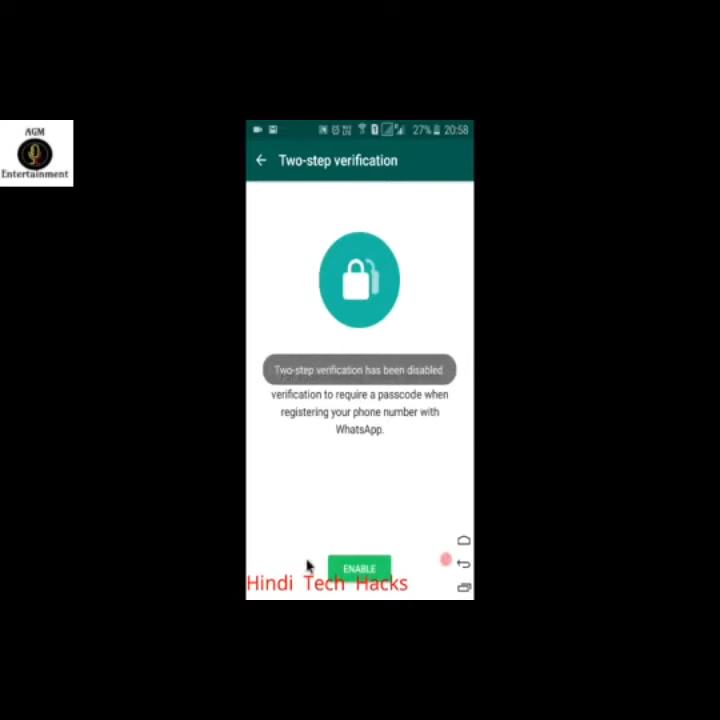 AGM
Entertainment
27% 20:58
Two-step verification
Two-step verification has been disabled
verification to require a passcode when
registering your phone number with
WhatsApp.
ENABLE
Hindi Tech Hacks